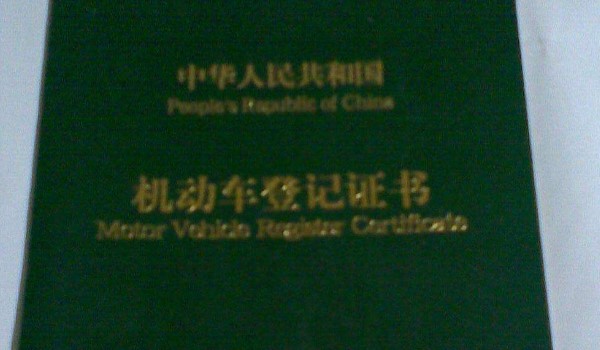 中华人民共和国
People's Republic of China
机动车登记证书
Motor Vehicle Register Certificate